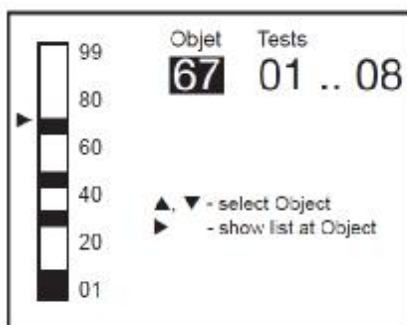 Objet Tests
67 01 .. 08
99
80
60
40
20
01
▲, ▼ - select Object
► - show list at Object